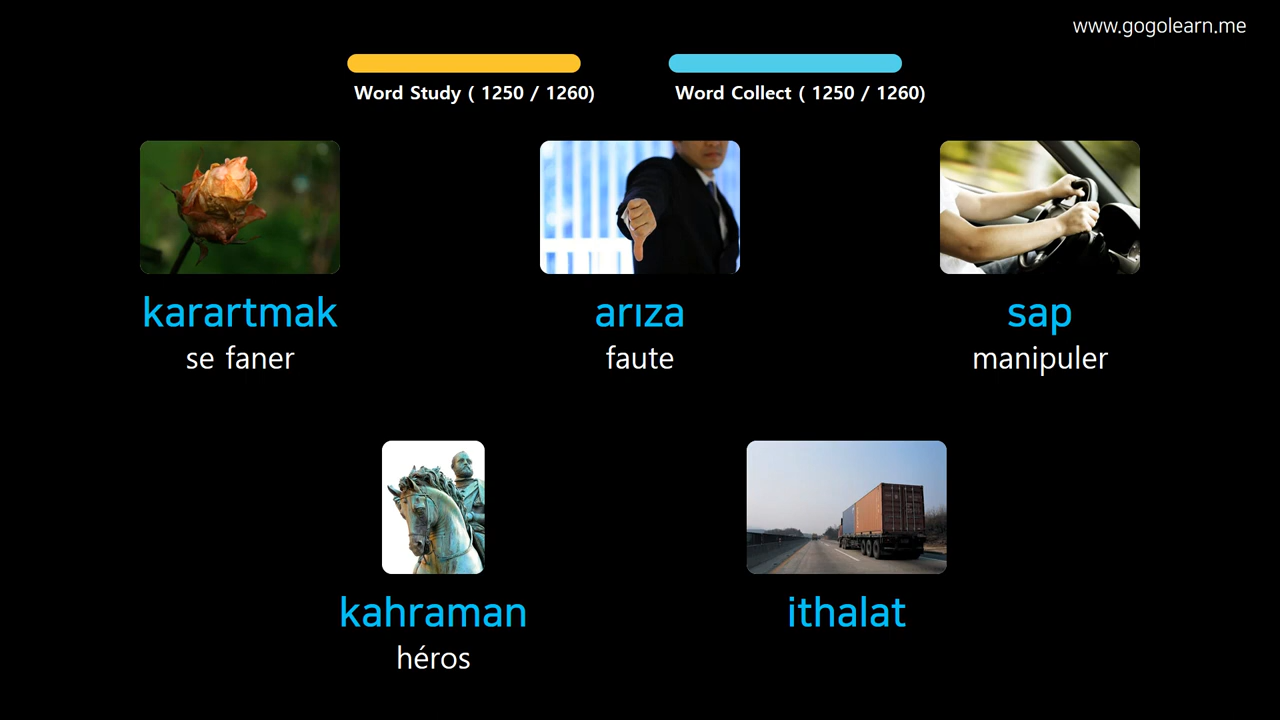 www.gogolearn.me
Word Study ( 1250 / 1260)
Word Collect ( 1250 / 1260)
karartmak
se faner
arıza
faute
sap
manipuler
kahraman
héros
ithalat